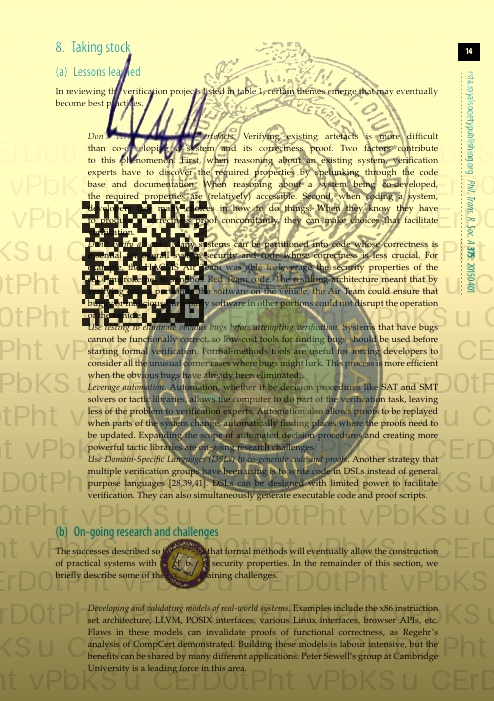 14
rsta.royalsocietypublishing.org Phil. Trans. R. Soc. A 375: 20150401
8. Taking stock
(a) Lessons learned
In reviewing the verification projects listed in table 1, certain themes emerge that may eventually
become best practices.
artefacts. Verifying existing artefacts is more difficult
than co-developing a system and its correctness proof. Two factors contribute
to this phenomenon. First, when reasoning about an existing system, verification
experts have to discover the required properties by spelunking through the code
base and documentation. When reasoning about a system being co-developed,
the required properties are (relatively) accessible. Second, when coding a system,
in how to do things. When they know they have
proof concomitantly, they can make choices that facilitate
many systems can be partitioned into code whose correctness is
security and code whose correctness is less crucial. For
Team was able to leverage the security properties of the
Red Team code. The resulting architecture meant that by
software on the vehicle, the Air Team could ensure that
software in other portions could not disrupt the operation
Use testing to eliminate obvious bugs before attempting verification. Systems that have bugs
cannot be functionally correct, so low-cost tools for finding bugs should be used before
starting formal verification. Formal-methods tools are useful for forcing developers to
consider all the unusual corner cases where bugs might lurk. This process is more efficient
when the obvious bugs have already been eliminated.
Leverage automation. Automation, whether it be decision procedures like SAT and SMT
solvers or tactic libraries, allows the computer to do part of the verification task, leaving
less of the problem to verification experts. Automation also allows proofs to be replayed
when parts of the system change, automatically finding places where the proofs need to
be updated. Expanding the scope of automated decision procedures and creating more
powerful tactic libraries are on-going research challenges.
Use Domain-Specific Languages (DSLs) to co-generate code and proofs. Another strategy that
multiple verification groups have been using is to write code in DSLs instead of general
purpose languages [28,39,41]. DSLs can be designed with limited power to facilitate
verification. They can also simultaneously generate executable code and proof scripts.
(b) On-going research and challenges
The successes described so that formal methods will eventually allow the construction
of practical systems with security properties. In the remainder of this section, we
briefly describe some of the remaining challenges.
Developing and validating models of real-world systems. Examples include the x86 instruction
set architecture, LLVM, POSIX interfaces, various Linux interfaces, browser APIs, etc.
Flaws in these models can invalidate proofs of functional correctness, as Regehr's
analysis of CompCert demonstrated. Building these models is labour intensive, but the
benefits can be shared by many different applications. Peter Sewell's group at Cambridge
University is a leading force in this area.